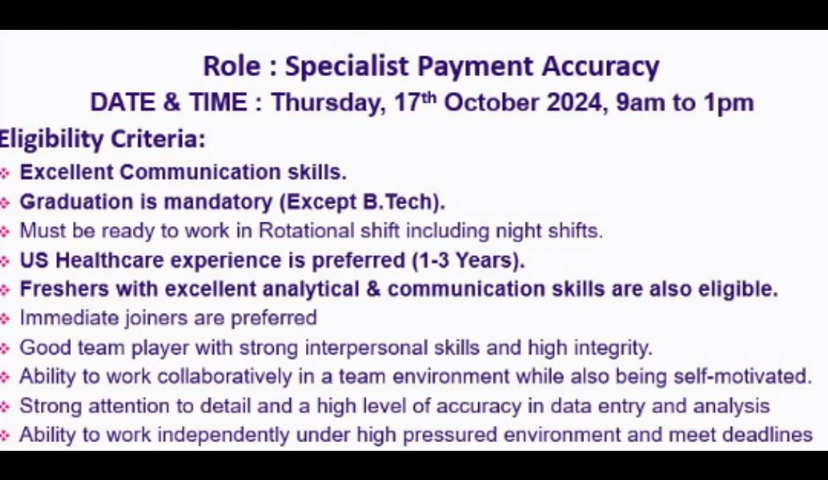 Role : Specialist Payment Accuracy
DATE & TIME : Thursday, 17th October 2024, 9am to 1pm
Eligibility Criteria:
Excellent Communication skills.
Graduation is mandatory (Except B.Tech).
Must be ready to work in Rotational shift including night shifts.
US Healthcare experience is preferred (1-3 Years).
Freshers with excellent analytical & communication skills are also eligible.
Immediate joiners are preferred
Good team player with strong interpersonal skills and high integrity.
Ability to work collaboratively in a team environment while also being self-motivated.
Strong attention to detail and a high level of accuracy in data entry and analysis
Ability to work independently under high pressured environment and meet deadlines